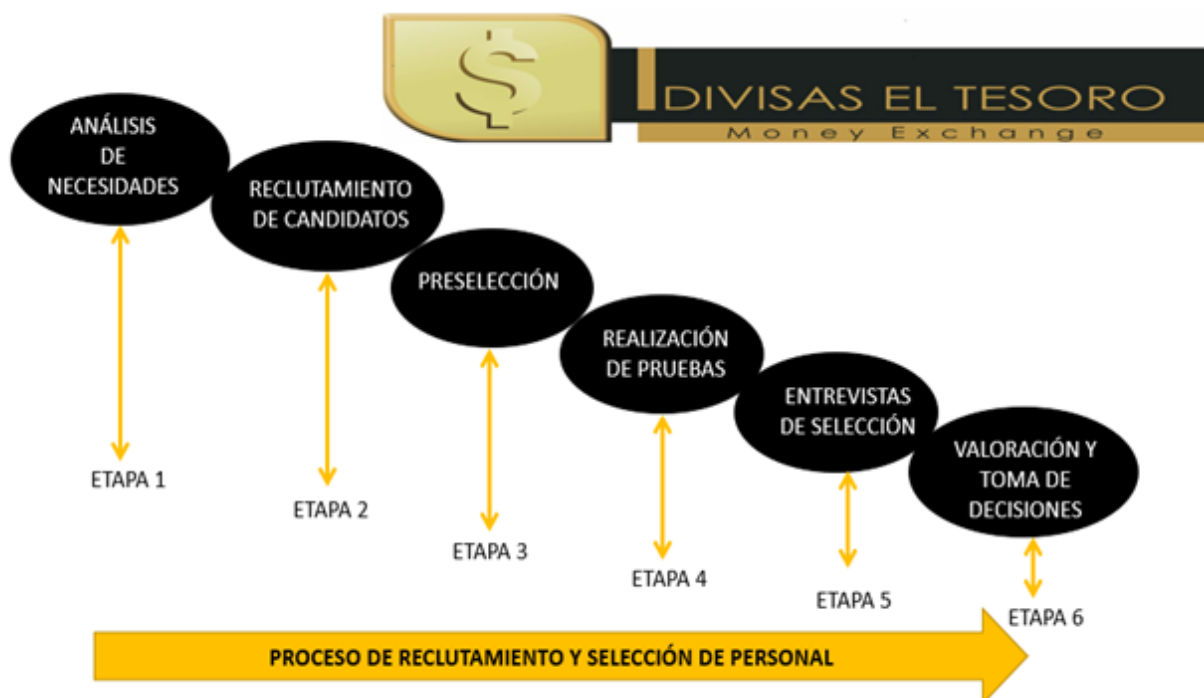 $
DIVISAS EL TESORO
Money Exchange
ANÁLISIS
DE
NECESIDADES
RECLUTAMIENTO
DE CANDIDATOS
PRESELECCIÓN
REALIZACIÓN
DE PRUEBAS
ENTREVISTAS
DE SELECCIÓN
VALORACIÓN Y
TOMA DE
DECISIONES
ETAPA 1
ETAPA 2
ETAPA 3
ETAPA 4
ETAPA 5
ETAPA 6
PROCESO DE RECLUTAMIENTO Y SELECCIÓN DE PERSONAL